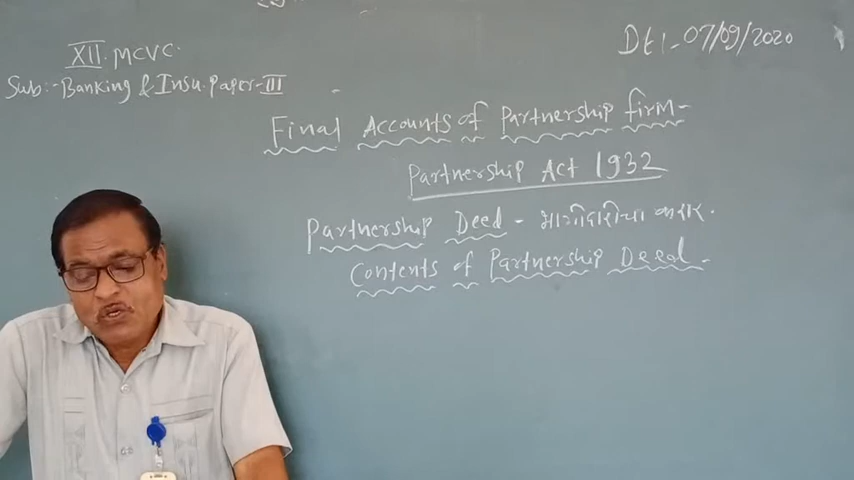 XII MCVC.
Dt:- 07/09/2020
Sub:- Banking & Insu. Paper-III
Final Accounts of Partnership firm-
Partnership Act 1932
Partnership Deed - भागीदारीचा करार.
Contents of Partnership Deed -